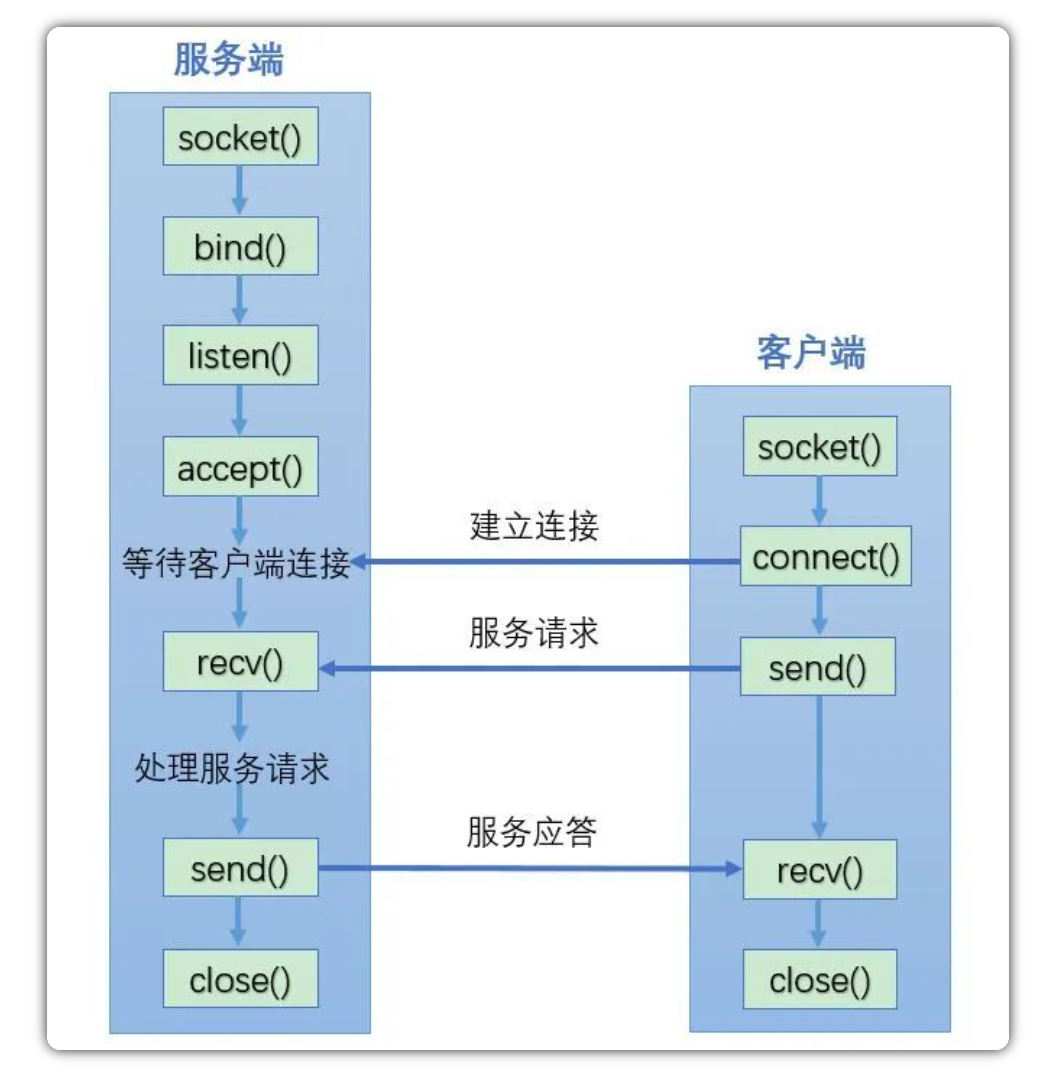 服务端
socket()
bind()
listen()
accept()
等待客户端连接
recv()
处理服务请求
send()
close()
建立连接
服务请求
服务应答
客户端
socket()
connect()
send()
recv()
close()